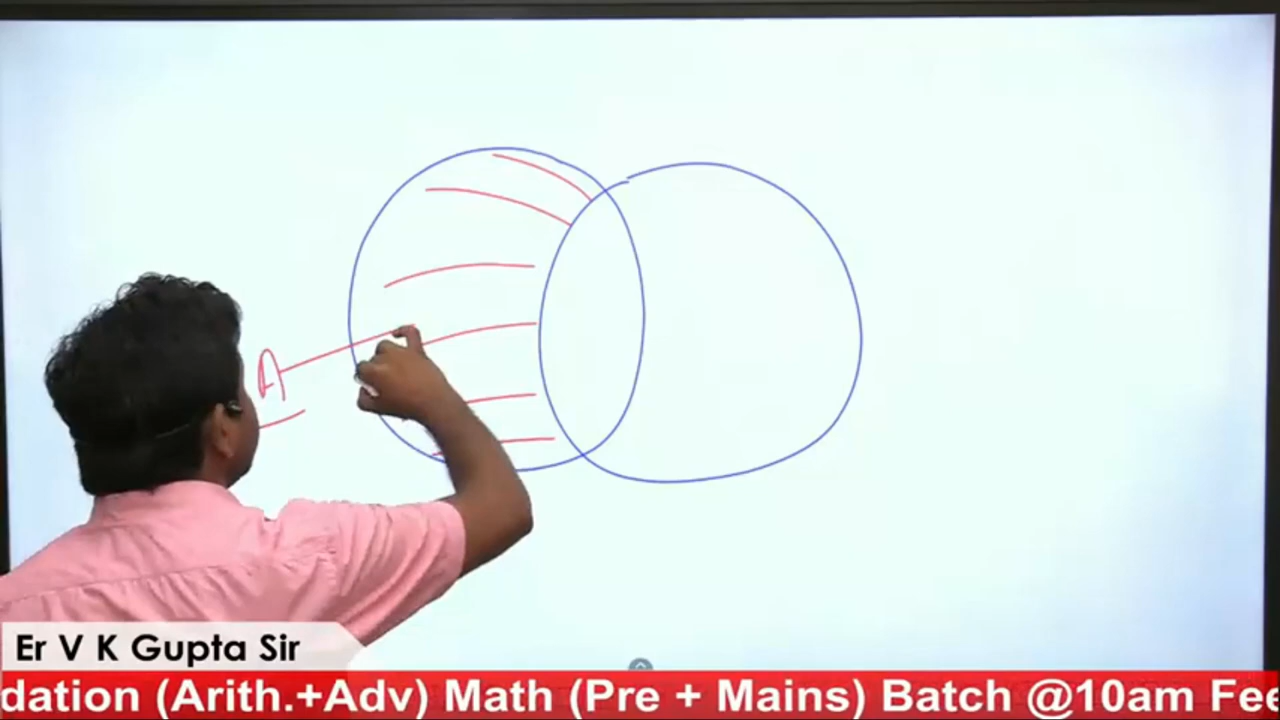 A
Er V K Gupta Sir
dation (Arith.+Adv) Math (Pre + Mains) Batch @10am Fee